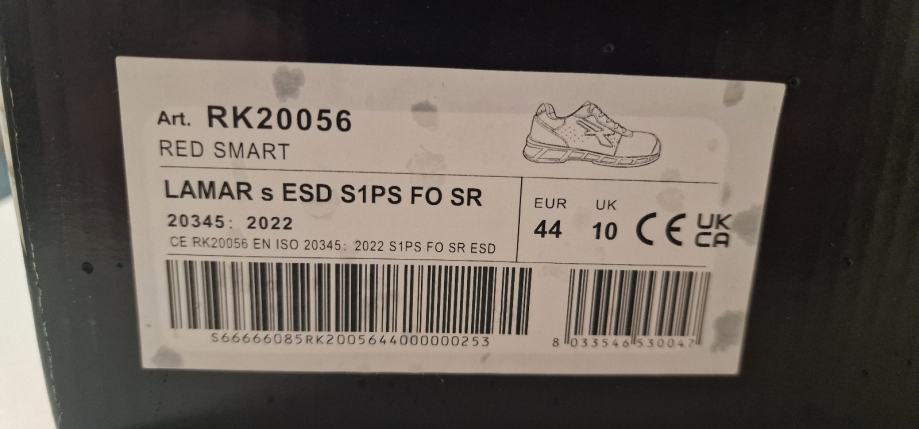 Art. RK20056
RED SMART
LAMAR s ESD S1PS FO SR
20345: 2022
CE RK20056 EN ISO 20345: 2022 S1PS FO SR ESD
EUR UK
44 10 CE UK CA
S66666085RK2005644000000253
8 033546 530047